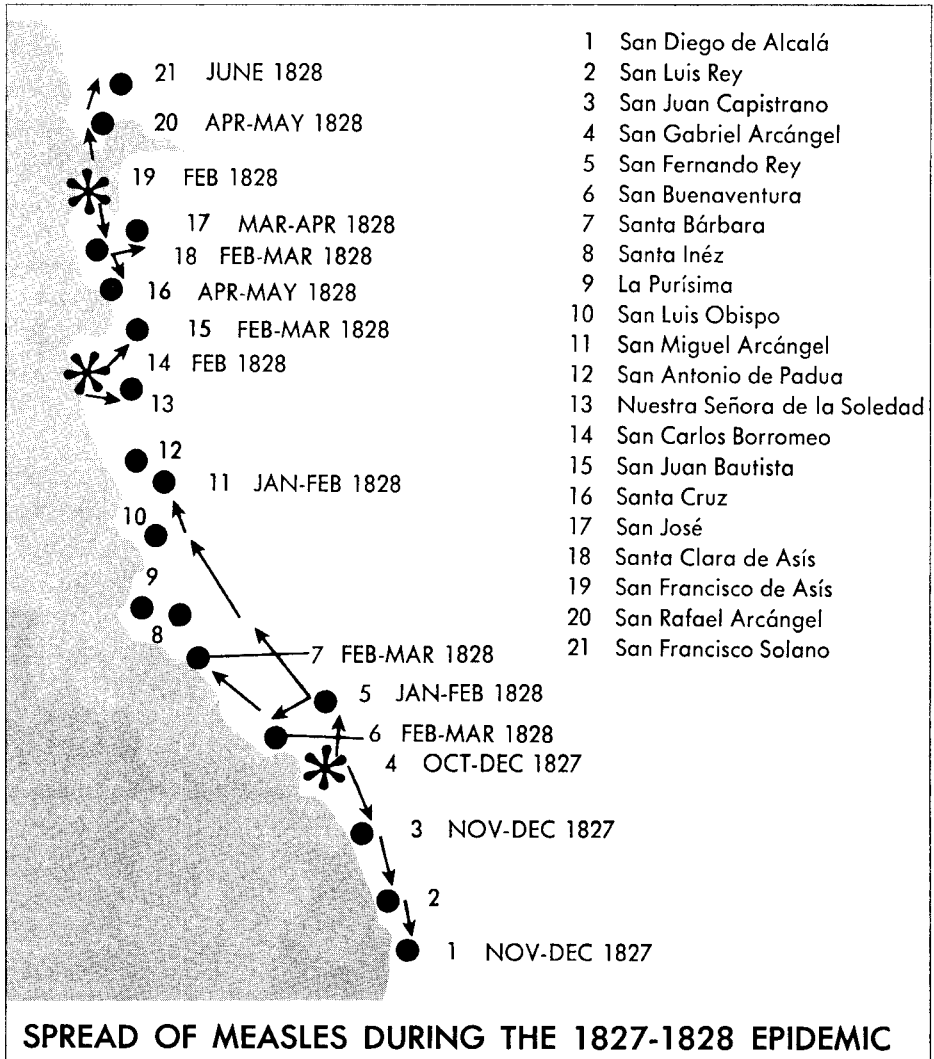 21 JUNE 1828
20 APR-MAY 1828
19 FEB 1828
17 MAR-APR 1828
18 FEB-MAR 1828
16 APR-MAY 1828
15 FEB-MAR 1828
14 FEB 1828
13
12
11 JAN-FEB 1828
10
9
8
7 FEB-MAR 1828
5 JAN-FEB 1828
6 FEB-MAR 1828
4 OCT-DEC 1827
3 NOV-DEC 1827
2
1 NOV-DEC 1827
1 San Diego de Alcalá
2 San Luis Rey
3 San Juan Capistrano
4 San Gabriel Arcángel
5 San Fernando Rey
6 San Buenaventura
7 Santa Bárbara
8 Santa Inéz
9 La Purísima
10 San Luis Obispo
11 San Miguel Arcángel
12 San Antonio de Padua
13 Nuestra Señora de la Soledad
14 San Carlos Borromeo
15 San Juan Bautista
16 Santa Cruz
17 San José
18 Santa Clara de Asís
19 San Francisco de Asís
20 San Rafael Arcángel
21 San Francisco Solano
SPREAD OF MEASLES DURING THE 1827-1828 EPIDEMIC